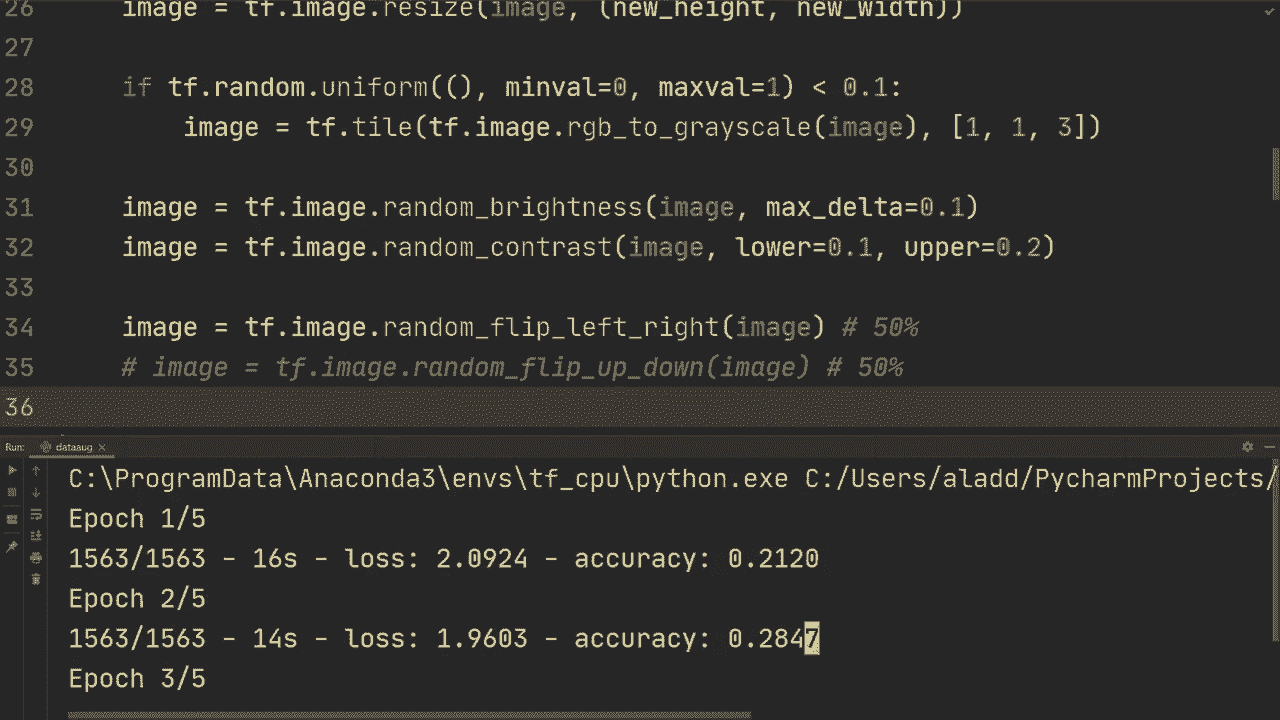 26 image = tf.image.resize(image, (new_height, new_width))
27
28 if tf.random.uniform((), minval=0, maxval=1) < 0.1:
29 image = tf.tile(tf.image.rgb_to_grayscale(image), [1, 1, 3])
30
31 image = tf.image.random_brightness(image, max_delta=0.1)
32 image = tf.image.random_contrast(image, lower=0.1, upper=0.2)
33
34 image = tf.image.random_flip_left_right(image) # 50%
35 # image = tf.image.random_flip_up_down(image) # 50%
36
Run: dataaug
C:\ProgramData\Anaconda3\envs\tf_cpu\python.exe C:/Users/aladd/PycharmProjects/
Epoch 1/5
1563/1563 - 16s - loss: 2.0924 - accuracy: 0.2120
Epoch 2/5
1563/1563 - 14s - loss: 1.9603 - accuracy: 0.2847
Epoch 3/5